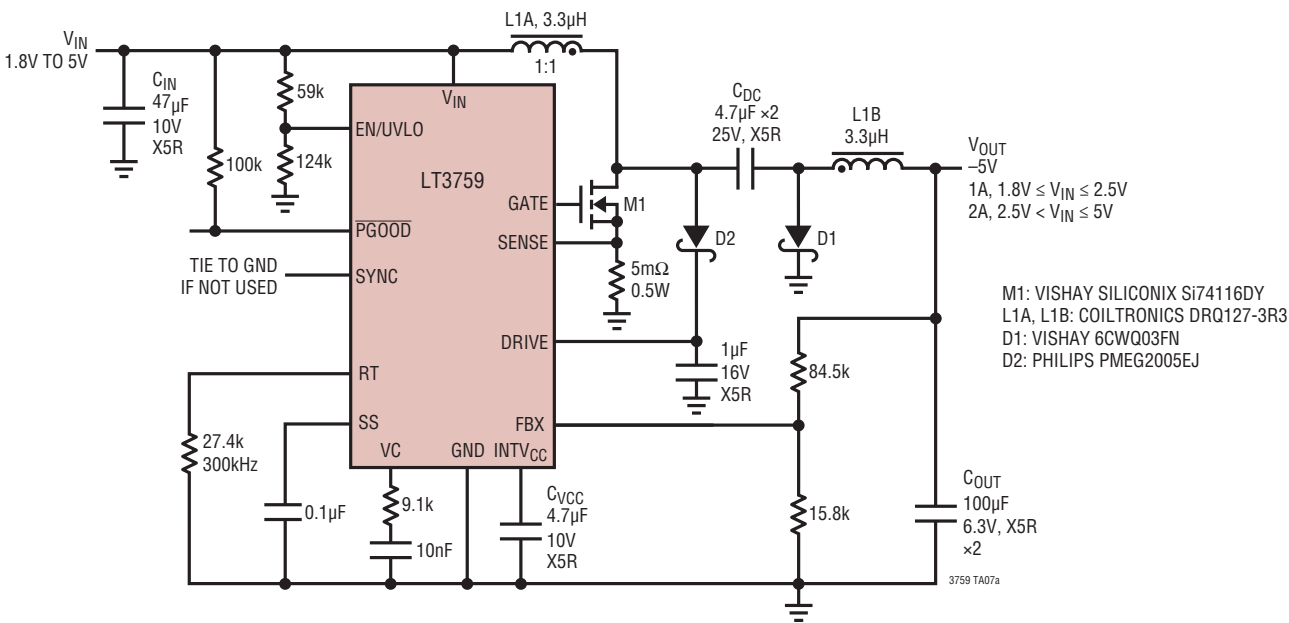 L1A, 3.3µH
1:1
VIN
1.8V TO 5V
CIN
47µF
10V
X5R
59k
124k
100k
VIN
EN/UVLO
LT3759
GATE
SENSE
PGOOD
SYNC
DRIVE
RT
SS
VC
GND
INTVCC
FBX
TIE TO GND
IF NOT USED
M1
5mΩ
0.5W
D2
CDC
4.7µF ×2
25V, X5R
D1
L1B
3.3µH
VOUT
–5V
1A, 1.8V ≤ VIN ≤ 2.5V
2A, 2.5V < VIN ≤ 5V
M1: VISHAY SILICONIX Si74116DY
L1A, L1B: COILTRONICS DRQ127-3R3
D1: VISHAY 6CWQ03FN
D2: PHILIPS PMEG2005EJ
1µF
16V
X5R
84.5k
15.8k
27.4k
300kHz
0.1µF
9.1k
10nF
CVCC
4.7µF
10V
X5R
COUT
100µF
6.3V, X5R
×2
3759 TA07a